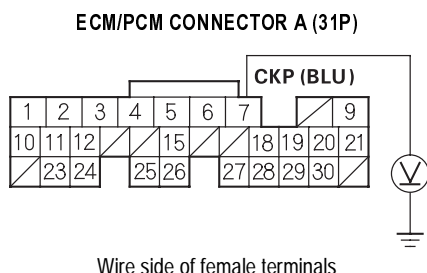 ECM/PCM CONNECTOR A (31P)
CKP (BLU)
1 2 3 4 5 6 7 9
10 11 12 15 18 19 20 21
23 24 25 26 27 28 29 30
V
Wire side of female terminals